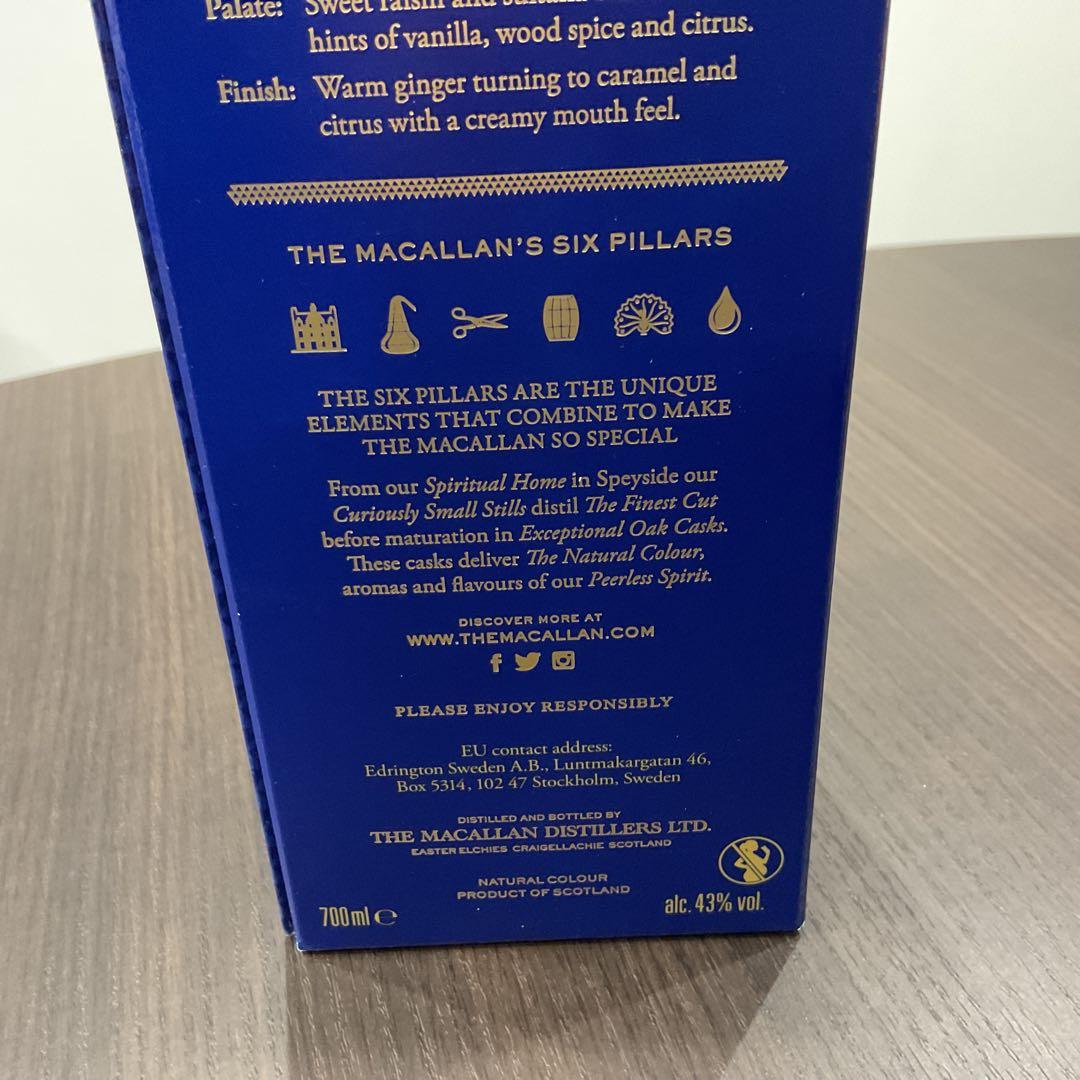 Palate: Sweet raisin and
hints of vanilla, wood spice and citrus.
Finish: Warm ginger turning to caramel and
citrus with a creamy mouth feel.
THE MACALLAN'S SIX PILLARS
THE SIX PILLARS ARE THE UNIQUE
ELEMENTS THAT COMBINE TO MAKE
THE MACALLAN SO SPECIAL
From our Spiritual Home in Speyside our
Curiously Small Stills distil The Finest Cut
before maturation in Exceptional Oak Casks.
These casks deliver The Natural Colour,
aromas and flavours of our Peerless Spirit.
DISCOVER MORE AT
WWW.THEMACALLAN.COM
PLEASE ENJOY RESPONSIBLY
EU contact address:
Edrington Sweden A.B., Luntmakargatan 46,
Box 5314, 102 47 Stockholm, Sweden
DISTILLED AND BOTTLED BY
THE MACALLAN DISTILLERS LTD.
EASTER ELCHIES CRAIGELLACHIE SCOTLAND
NATURAL COLOUR
PRODUCT OF SCOTLAND
700ml ℮
alc. 43% vol.